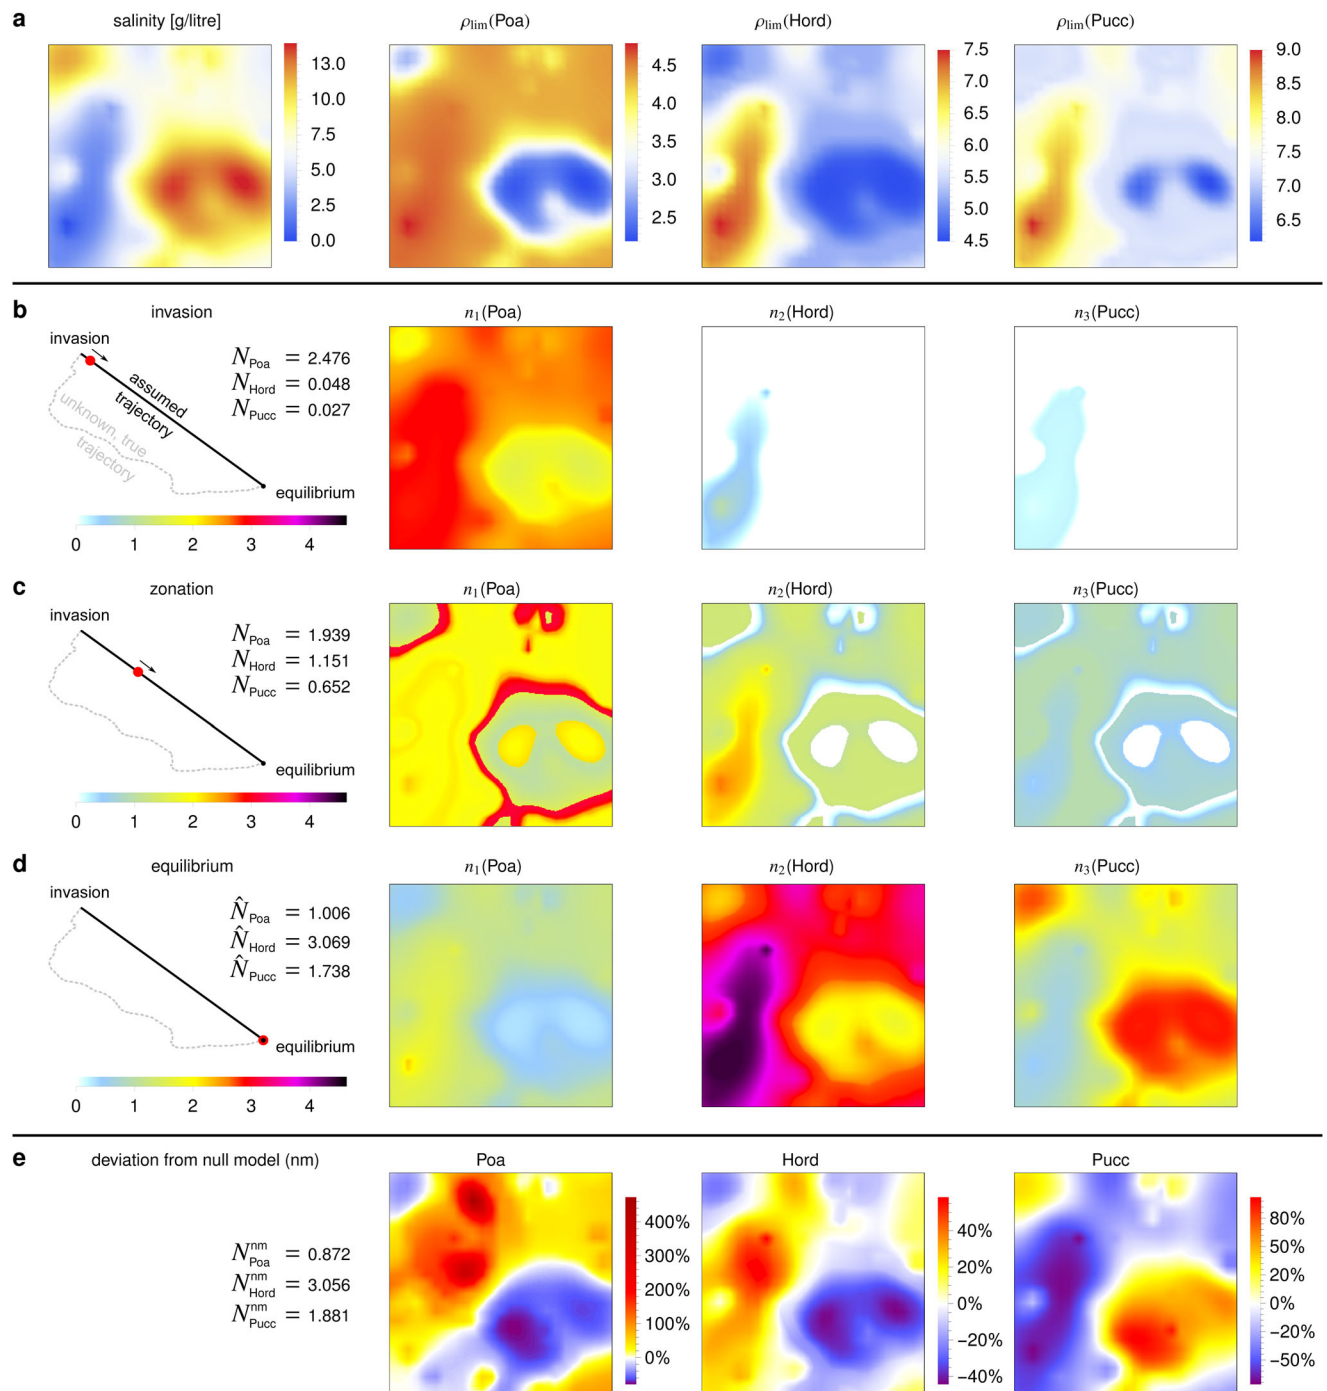 a
salinity [g/litre]
ρlim(Poa)
ρlim(Hord)
ρlim(Pucc)
13.0
10.0
7.5
5.0
2.5
0.0
4.5
4.0
3.5
3.0
2.5
7.5
7.0
6.5
6.0
5.5
5.0
4.5
9.0
8.5
8.0
7.5
7.0
6.5
b
invasion
n1(Poa)
n2(Hord)
n3(Pucc)
invasion
assumed
trajectory
unknown, true
trajectory
equilibrium
NPoa = 2.476
NHord = 0.048
NPucc = 0.027
0 1 2 3 4
c
zonation
n1(Poa)
n2(Hord)
n3(Pucc)
invasion
equilibrium
NPoa = 1.939
NHord = 1.151
NPucc = 0.652
0 1 2 3 4
d
equilibrium
n1(Poa)
n2(Hord)
n3(Pucc)
invasion
equilibrium
N̂Poa = 1.006
N̂Hord = 3.069
N̂Pucc = 1.738
0 1 2 3 4
e
deviation from null model (nm)
Poa
Hord
Pucc
NnmPoa = 0.872
NnmHord = 3.056
NnmPucc = 1.881
400%
300%
200%
100%
0%
40%
20%
0%
−20%
−40%
80%
50%
20%
0%
−20%
−50%